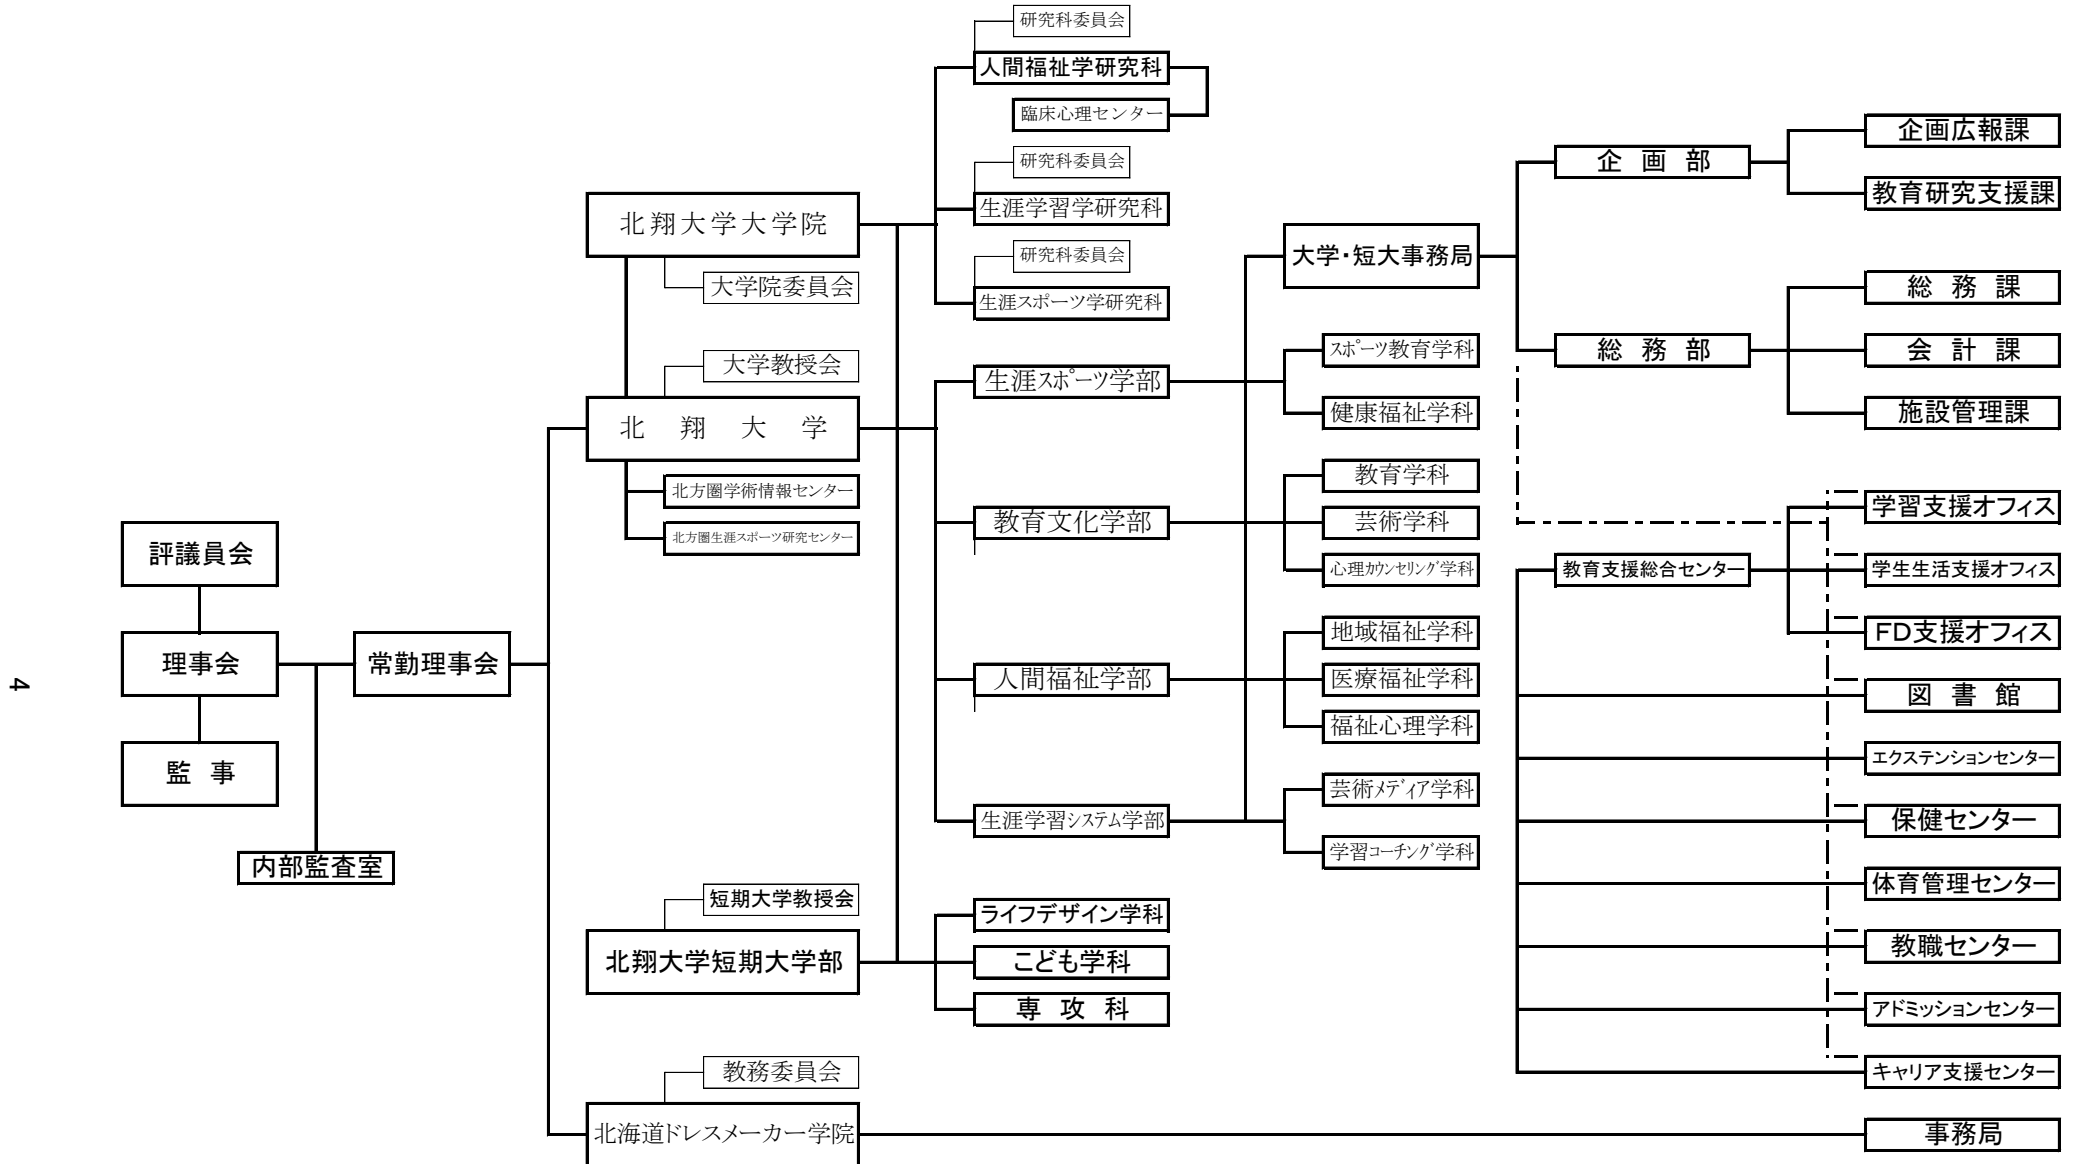 評議員会
理事会
監 事
4
常勤理事会
内部監査室
北翔大学大学院
大学院委員会
大学教授会
北 翔 大 学
北方圏学術情報センター
北方圏生涯スポーツ研究センター
短期大学教授会
北翔大学短期大学部
教務委員会
北海道ドレスメーカー学院
研究科委員会
人間福祉学研究科
臨床心理センター
研究科委員会
生涯学習学研究科
研究科委員会
生涯スポーツ学研究科
生涯スポーツ学部
教育文化学部
人間福祉学部
生涯学習システム学部
ライフデザイン学科
こども学科
専 攻 科
大学・短大事務局
スポーツ教育学科
健康福祉学科
教育学科
芸術学科
心理カウンセリング学科
地域福祉学科
医療福祉学科
福祉心理学科
芸術メディア学科
学習コーチング学科
企 画 部
総 務 部
教育支援総合センター
企画広報課
教育研究支援課
総 務 課
会 計 課
施設管理課
学習支援オフィス
学生生活支援オフィス
FD支援オフィス
図 書 館
エクステンションセンター
保健センター
体育管理センター
教職センター
アドミッションセンター
キャリア支援センター
事務局